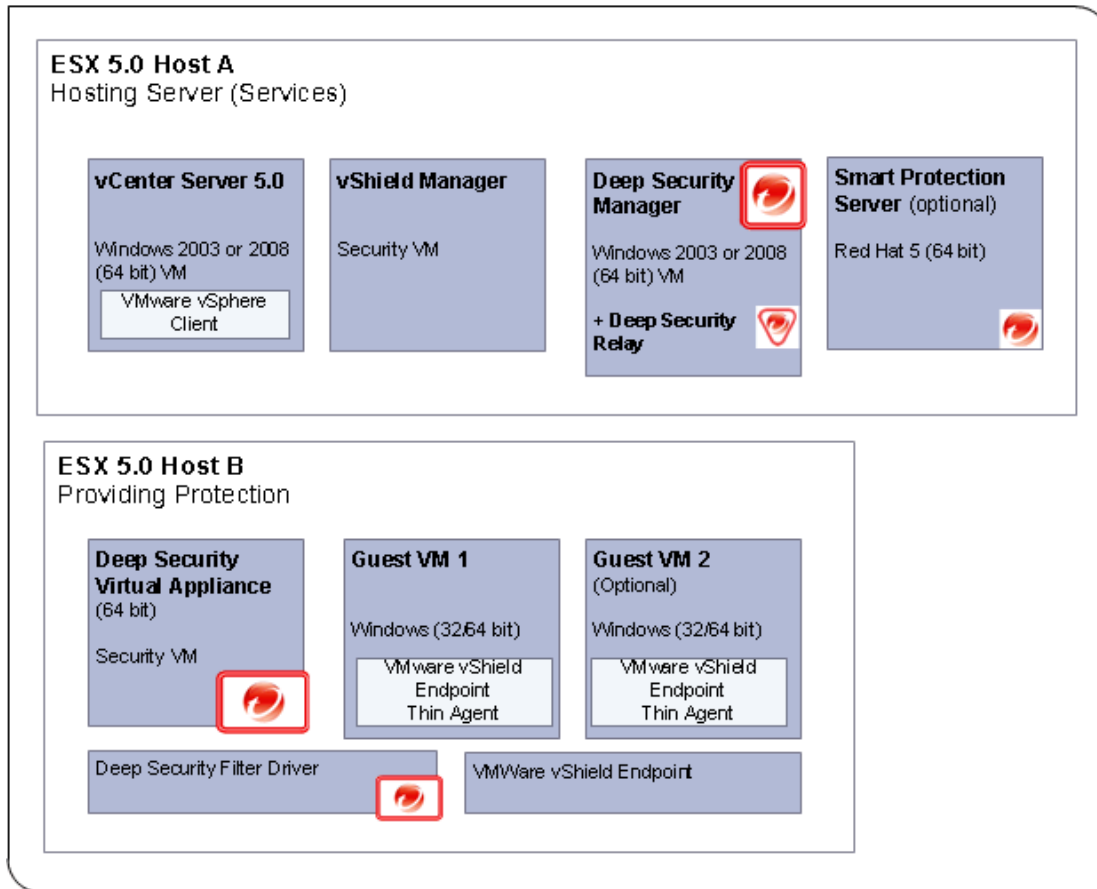 ESX 5.0 Host A
Hosting Server (Services)
vCenter Server 5.0
Windows 2003 or 2008
(64 bit) VM
VMware vSphere
Client
vShield Manager
Security VM
Deep Security
Manager
Windows 2003 or 2008
(64 bit) VM
+ Deep Security
Relay
Smart Protection
Server (optional)
Red Hat 5 (64 bit)
ESX 5.0 Host B
Providing Protection
Deep Security
Virtual Appliance
(64 bit)
Security VM
Guest VM 1
Windows (32/64 bit)
VMware vShield
Endpoint
Thin Agent
Guest VM 2
(Optional)
Windows (32/64 bit)
VMware vShield
Endpoint
Thin Agent
Deep Security Filter Driver
VMWare vShield Endpoint